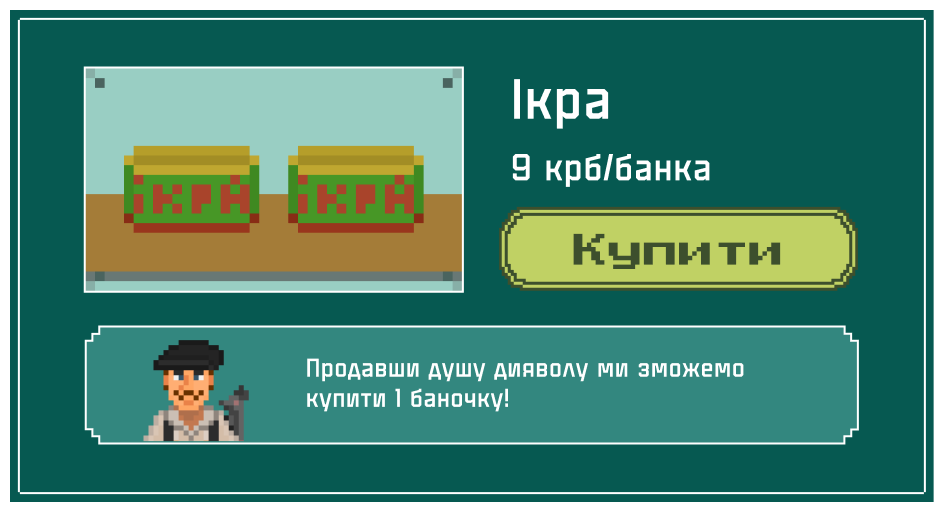 Ікра
9 крб/банка
ІКРА ІКРА
Купити
Продавши душу дияволу ми зможемо
купити 1 баночку!